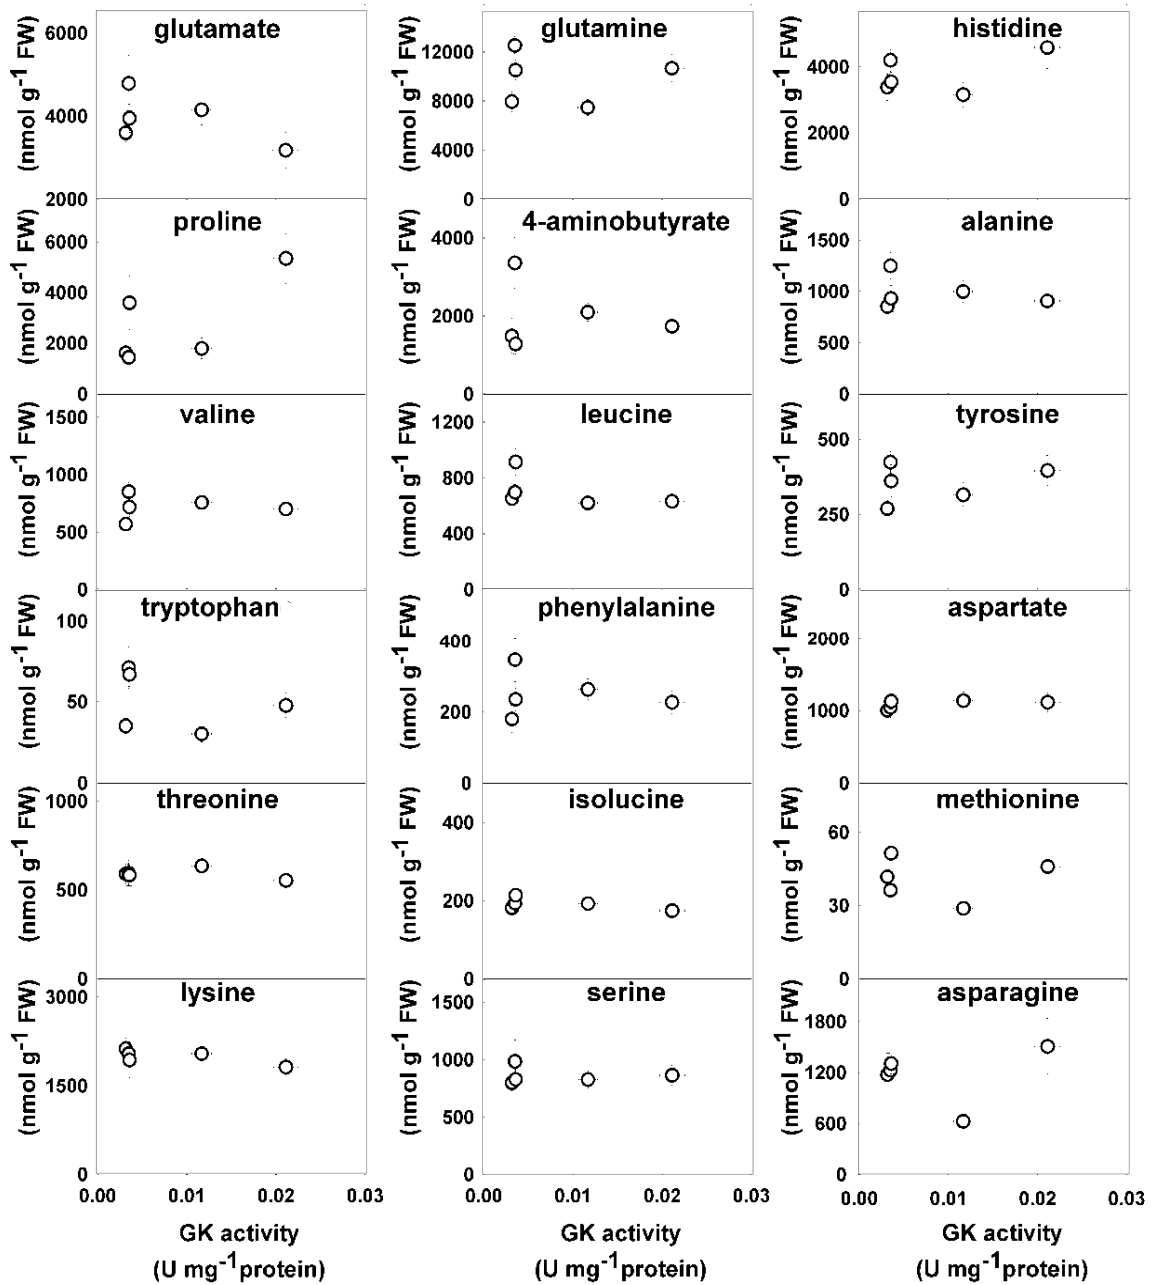 glutamate
glutamine
histidine
(nmol g-1 FW)
6000
4000
2000
(nmol g-1 FW)
12000
8000
4000
0
(nmol g-1 FW)
4000
2000
0
proline
4-aminobutyrate
alanine
(nmol g-1 FW)
6000
4000
2000
0
(nmol g-1 FW)
4000
2000
0
(nmol g-1 FW)
1500
1000
500
0
valine
leucine
tyrosine
(nmol g-1 FW)
1500
1000
500
0
(nmol g-1 FW)
1200
800
400
0
(nmol g-1 FW)
500
250
0
tryptophan
phenylalanine
aspartate
(nmol g-1 FW)
100
50
0
(nmol g-1 FW)
400
200
0
(nmol g-1 FW)
2000
1000
0
threonine
isolucine
methionine
(nmol g-1 FW)
1000
500
0
(nmol g-1 FW)
400
200
0
(nmol g-1 FW)
60
30
0
lysine
serine
asparagine
(nmol g-1 FW)
3000
1500
0
(nmol g-1 FW)
1500
1000
500
0
(nmol g-1 FW)
1800
1200
600
0
0.00 0.01 0.02 0.03
0.00 0.01 0.02 0.03
0.00 0.01 0.02 0.03
GK activity
(U mg-1protein)
GK activity
(U mg-1protein)
GK activity
(U mg-1protein)